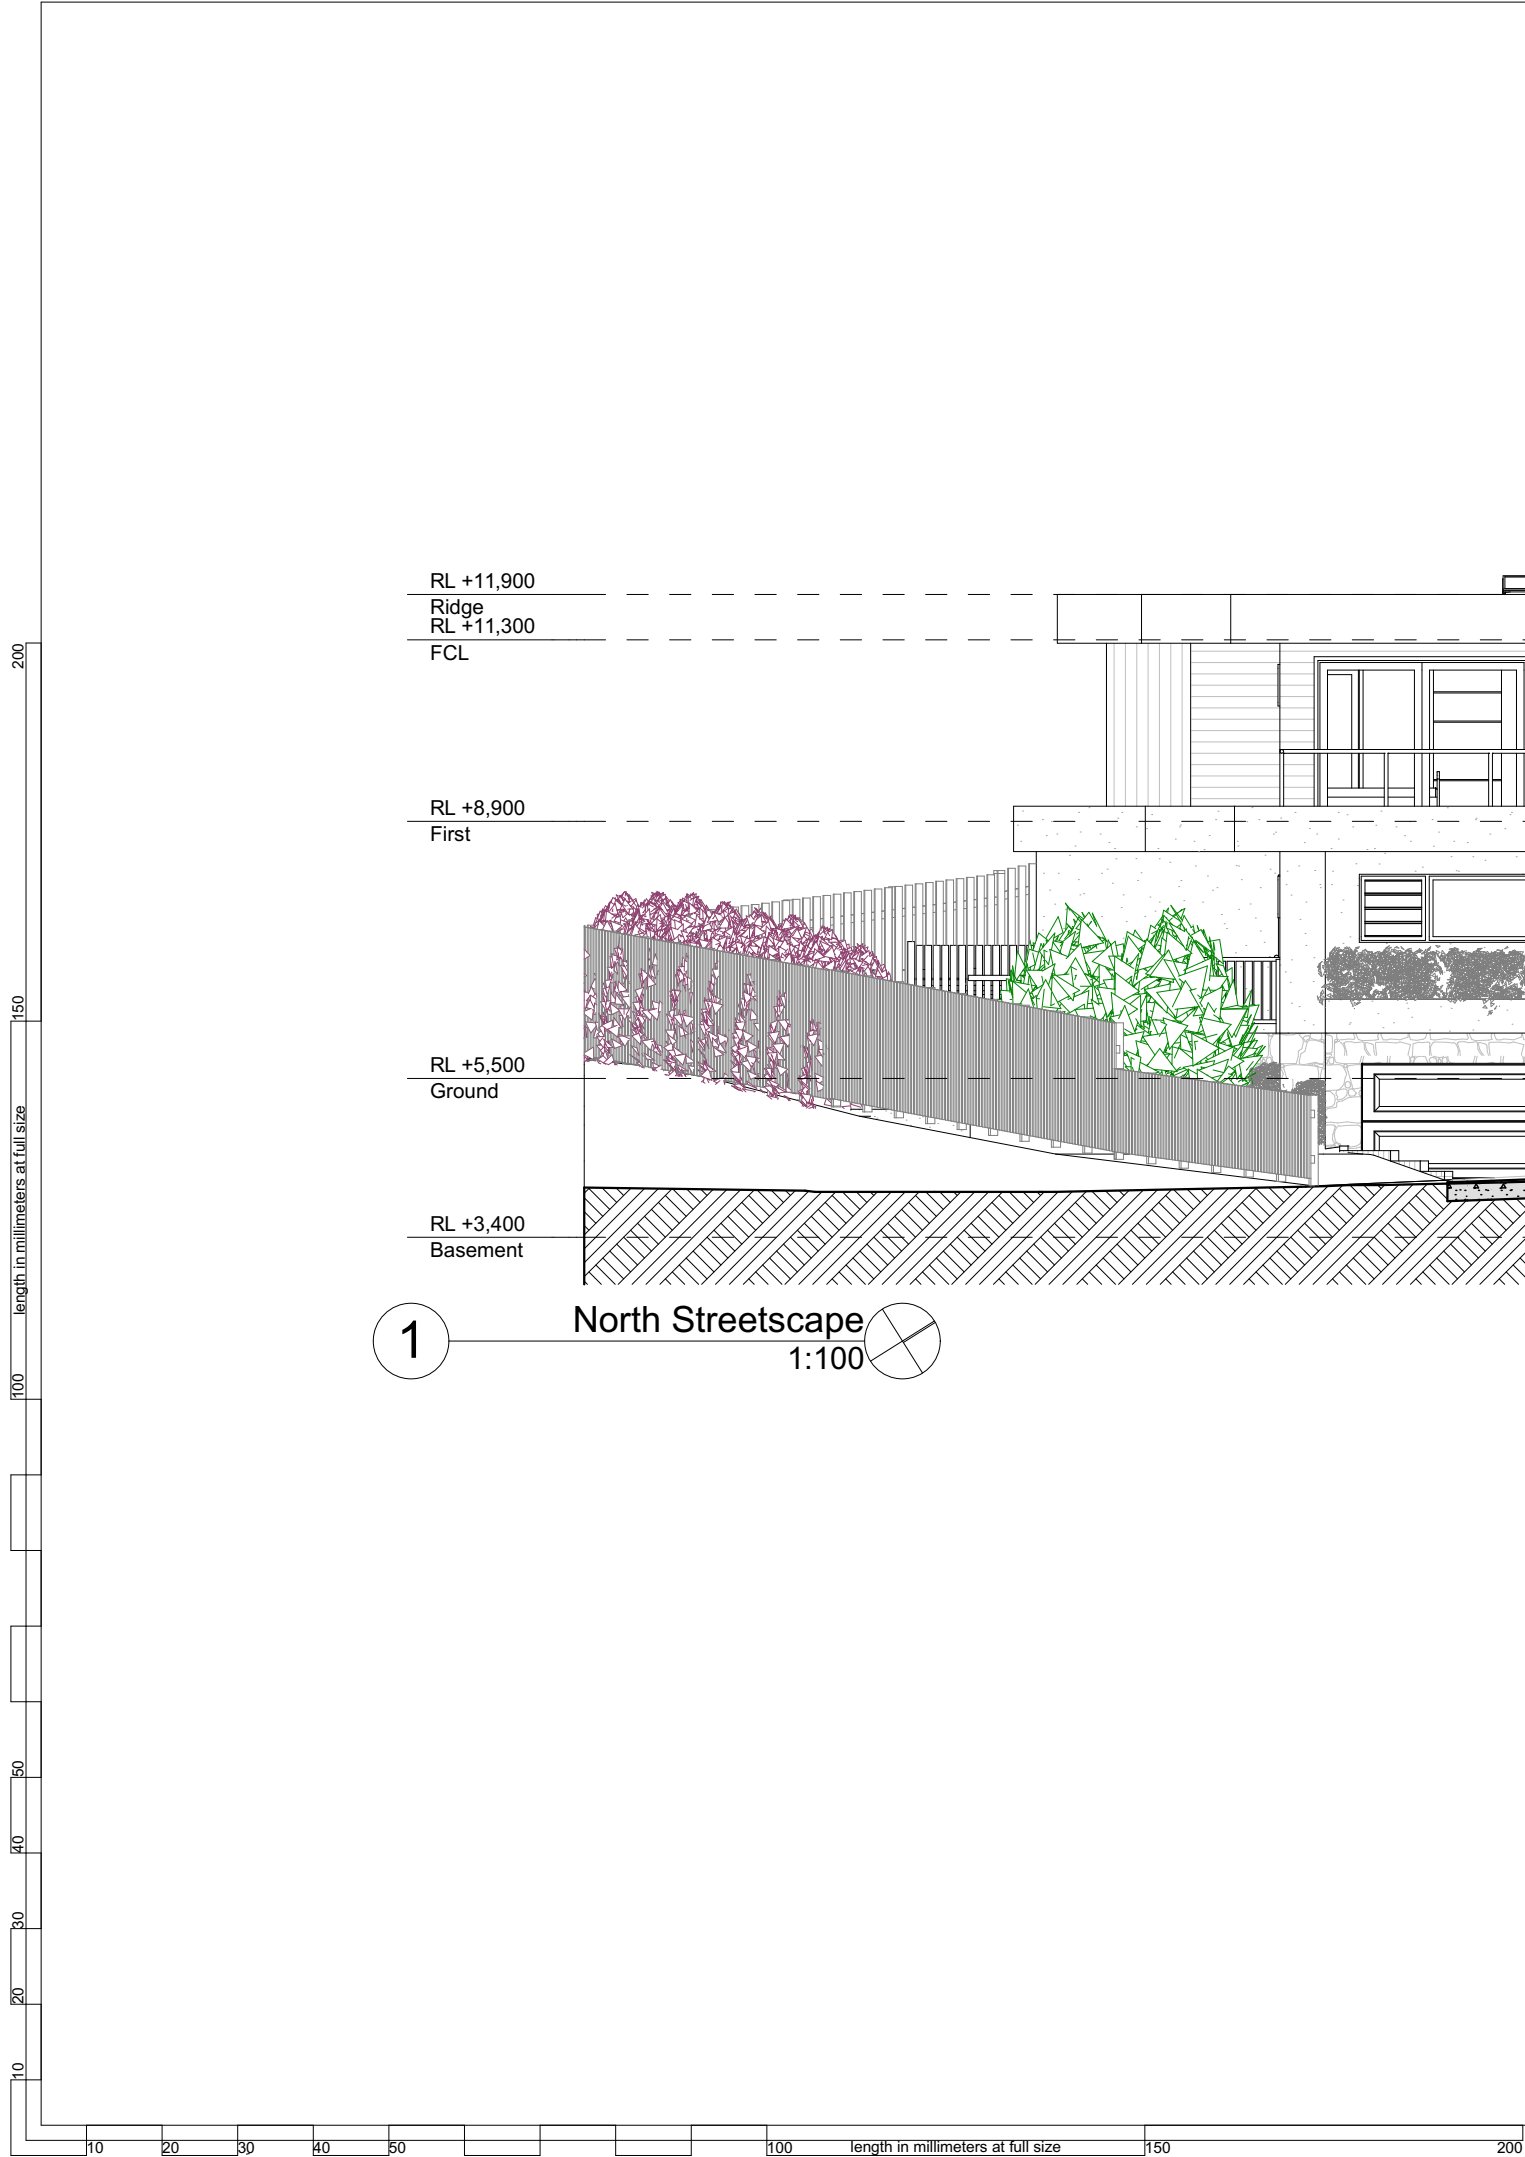 RL +11,900
Ridge
RL +11,300
FCL
RL +8,900
First
RL +5,500
Ground
RL +3,400
Basement
1
North Streetscape
1:100
200
150
length in millimeters at full size
100
50
40
30
20
10
10
20
30
40
50
100
length in millimeters at full size
150
200